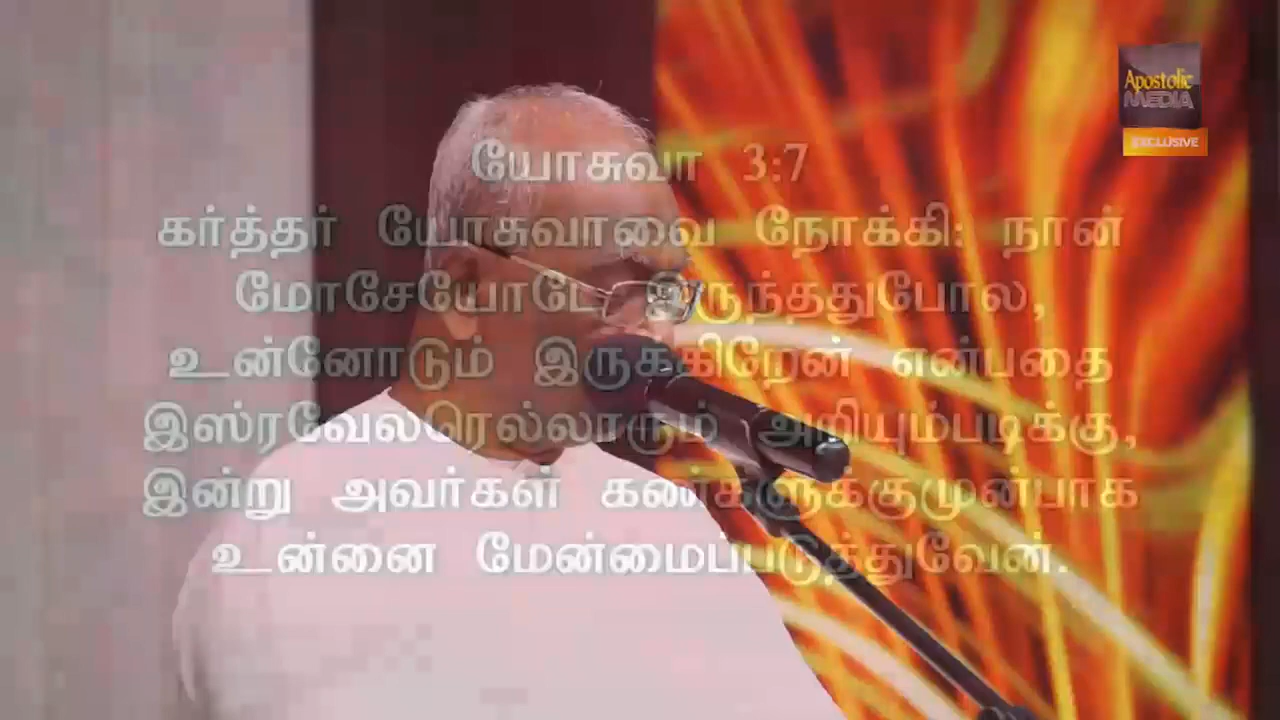 Apostolic
MEDIA
EXCLUSIVE
யோசுவா 3:7
கர்த்தர் யோசுவாவை நோக்கி: நான்
மோசேயோடே இருந்ததுபோல,
உன்னோடும் இருக்கிறேன் என்பதை
இஸ்ரவேலரெல்லாரும் அறியும்படிக்கு,
இன்று அவர்கள் கண்களுக்குமுன்பாக
உன்னை மேன்மைப்படுத்துவேன்.